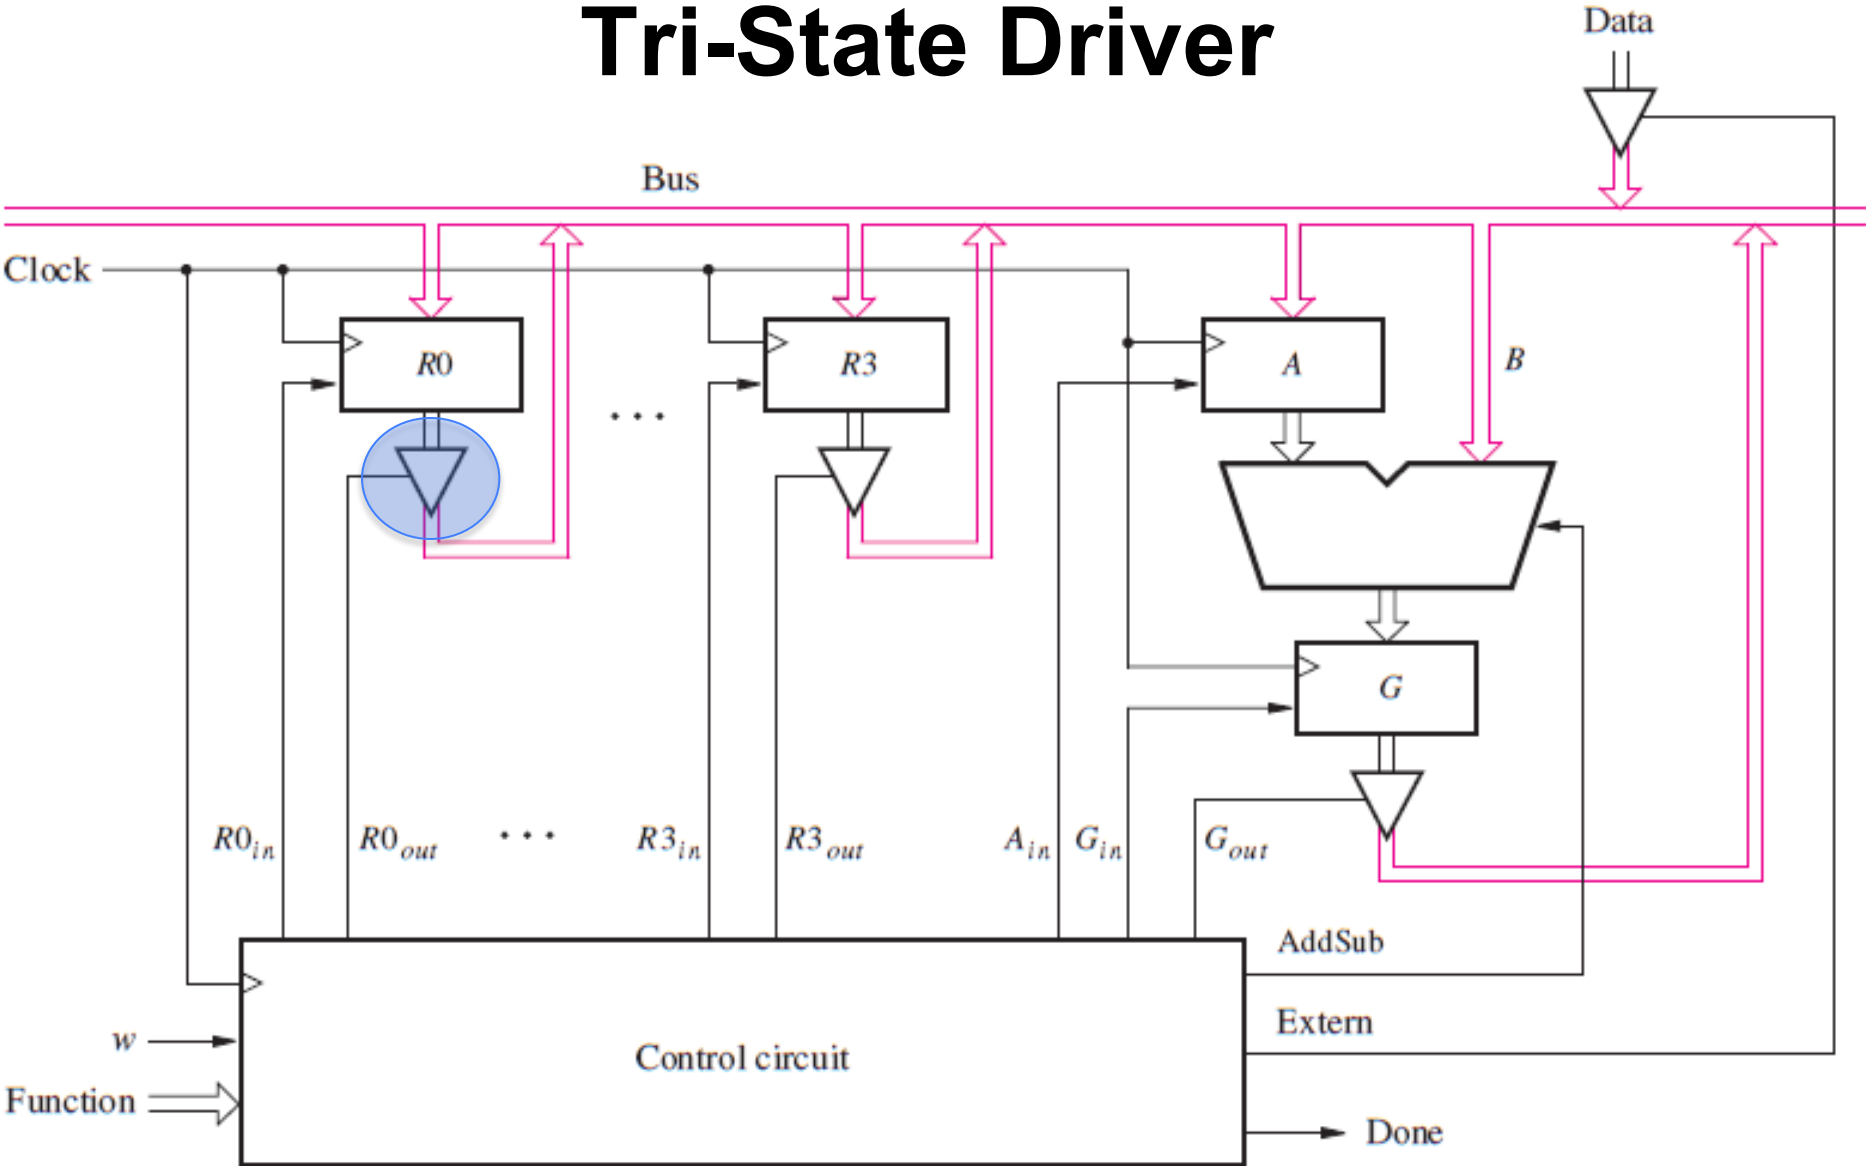 Tri-State Driver
Data
Bus
Clock
R0
R3
A
B
. . .
G
R0in
R0out
. . .
R3in
R3out
Ain
Gin
Gout
AddSub
Extern
w
Control circuit
Function
Done